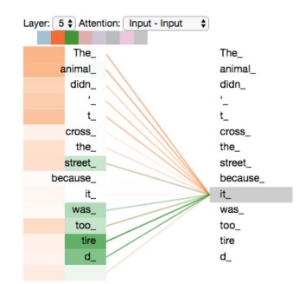 Layer: 5 Attention: Input - Input
The_ The_
animal_ animal_
didn_ didn_
'_ '_
t_ t_
cross_ cross_
the_ the_
street_ street_
because_ because_
it_ it_
was_ was_
too_ too_
tire tire
d_ d_